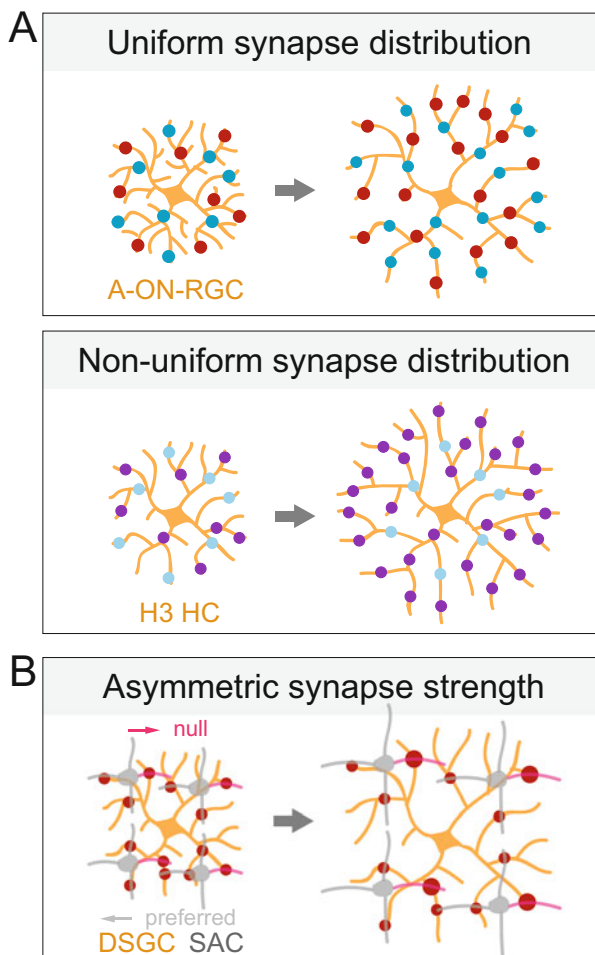 A
Uniform synapse distribution
A-ON-RGC
Non-uniform synapse distribution
H3 HC
B
Asymmetric synapse strength
null
preferred
DSGC SAC